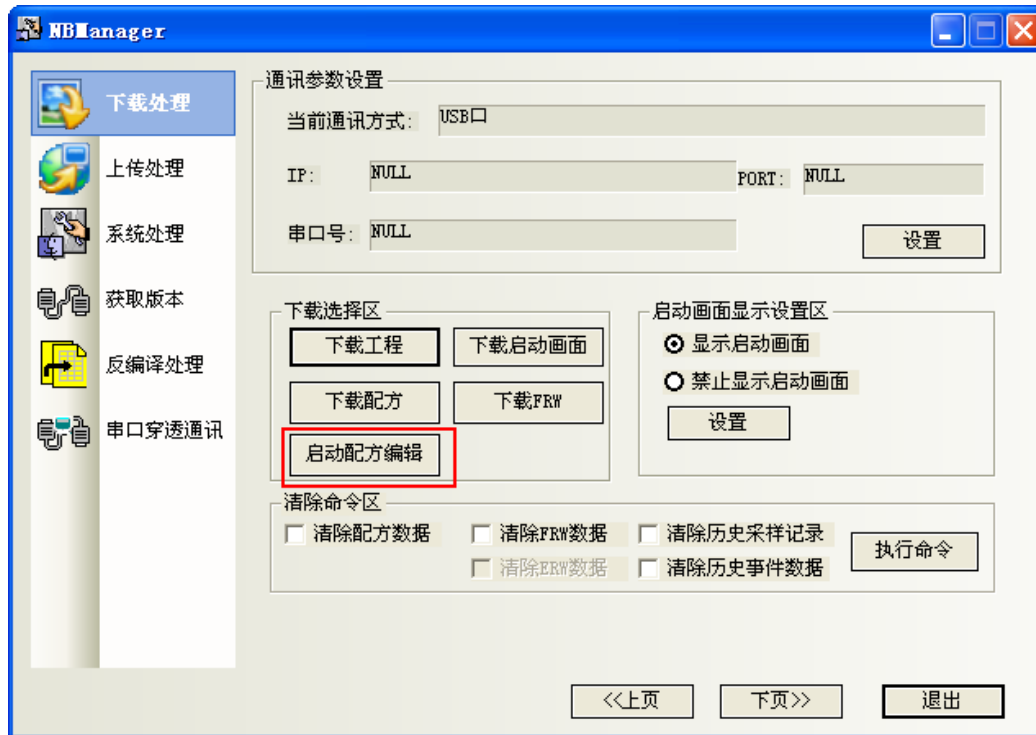 NBManager
下载处理
上传处理
系统处理
获取版本
反编译处理
串口穿透通讯
通讯参数设置
当前通讯方式: USB口
IP: NULL PORT: NULL
串口号: NULL 设置
下载选择区
下载工程 下载启动画面
下载配方 下载FRW
启动配方编辑
启动画面显示设置区
显示启动画面
禁止显示启动画面
设置
清除命令区
清除配方数据 清除FRW数据 清除历史采样记录
清除ERW数据 清除历史事件数据
执行命令
<<上页 下页>> 退出